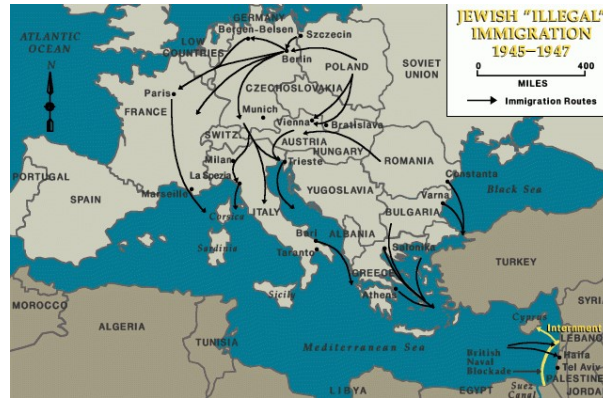 JEWISH "ILLEGAL"
IMMIGRATION
1945–1947
0 400
MILES
Immigration Routes
ATLANTIC
OCEAN
N
GERMANY
Bergen-Belsen
Szczecin
LOW
COUNTRIES
Berlin
POLAND
SOVIET
UNION
Paris
CZECHOSLOVAKIA
FRANCE
Munich
Vienna
Bratislava
SWITZ.
AUSTRIA
HUNGARY
Milan
Trieste
ROMANIA
La Spezia
PORTUGAL
SPAIN
Marseille
YUGOSLAVIA
Constanta
Varna
Black Sea
Corsica
ITALY
BULGARIA
Bari
ALBANIA
Sardinia
Taranto
Salonika
TURKEY
GREECE
Sicily
Athens
MOROCCO
ALGERIA
TUNISIA
Mediterranean Sea
Cyprus
SYRI
Internment
LEBANO
British
Naval
Blockade
Haifa
Tel Aviv
PALESTINE
LIBYA
EGYPT
Suez
Canal
JORDA